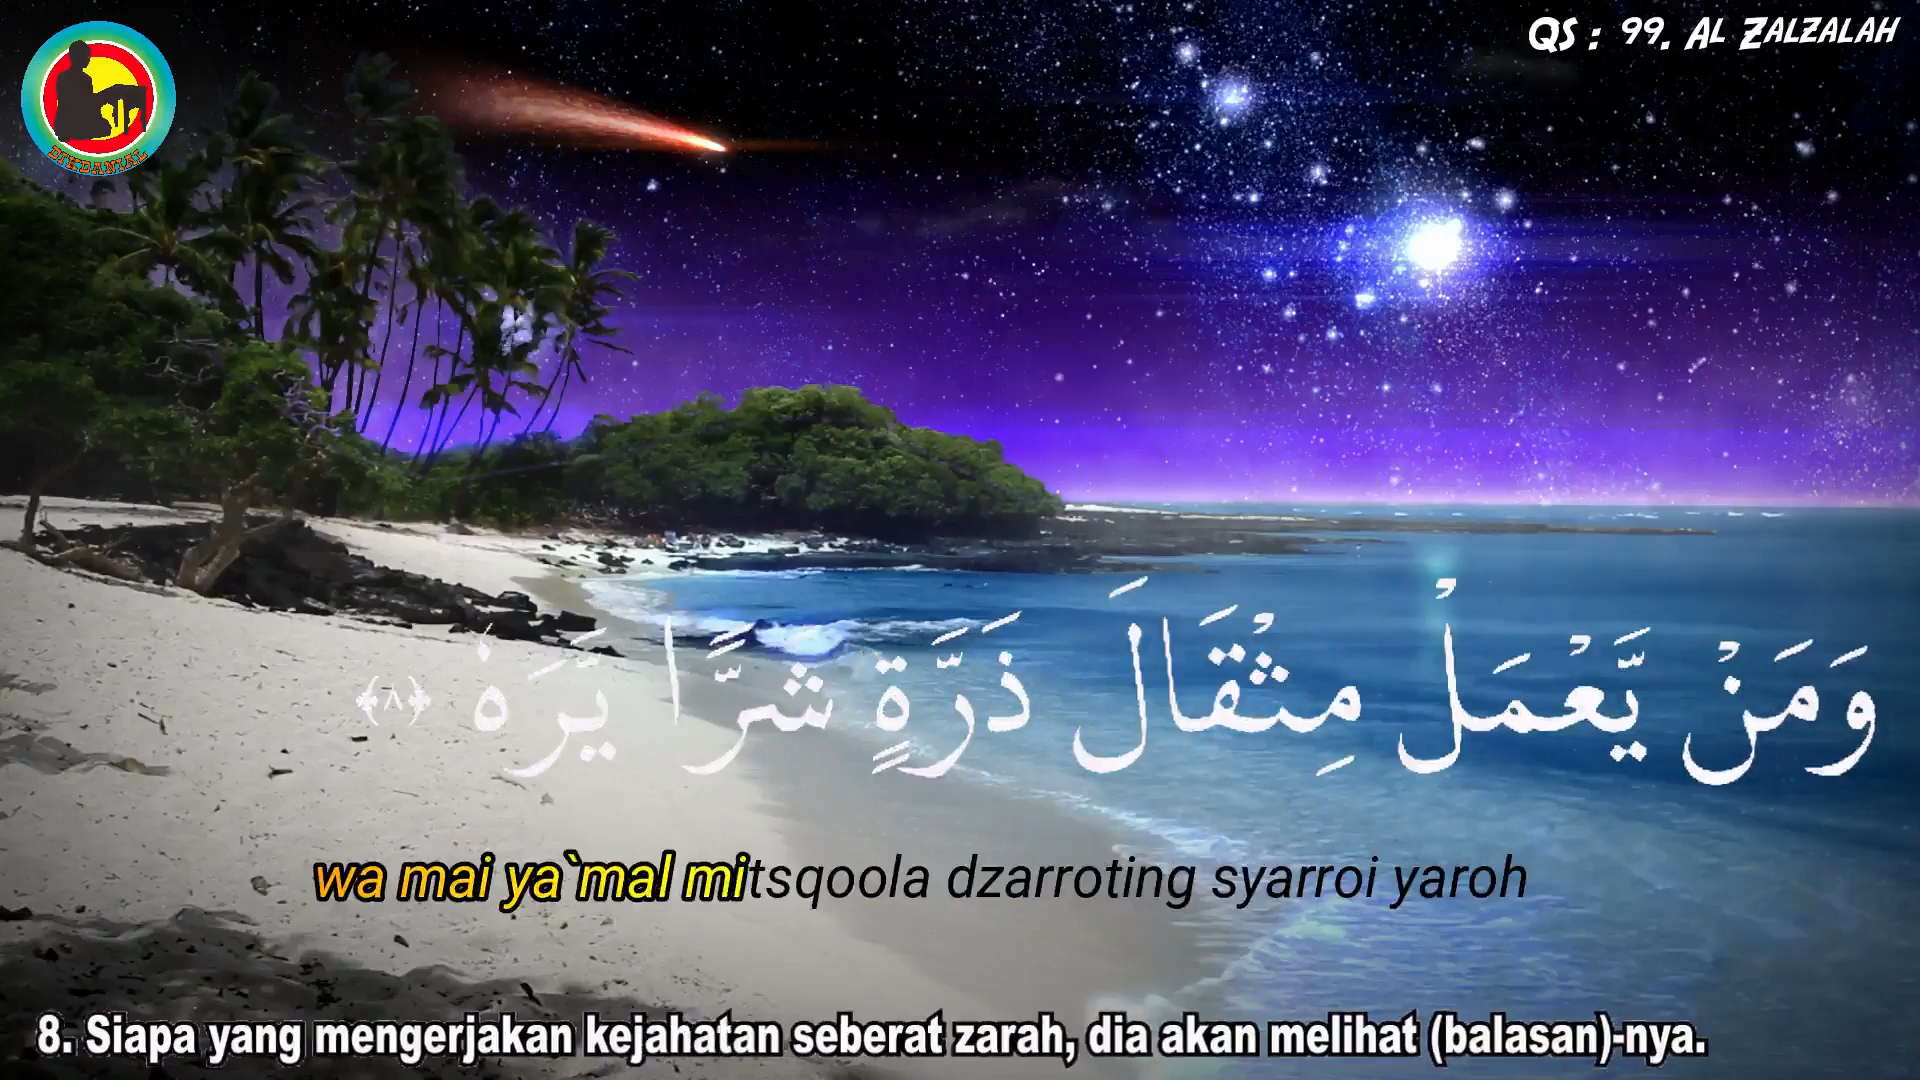 QS : 99. AL ZALZALAH
DIKBANIAL
وَمَنْ يَّعْمَلْ مِثْقَالَ ذَرَّةٍ شَرًّا يَّرَهٗ ﴿٨﴾
wa mai ya`mal mitsqoola dzarroting syarroi yaroh
8. Siapa yang mengerjakan kejahatan seberat zarah, dia akan melihat (balasan)-nya.